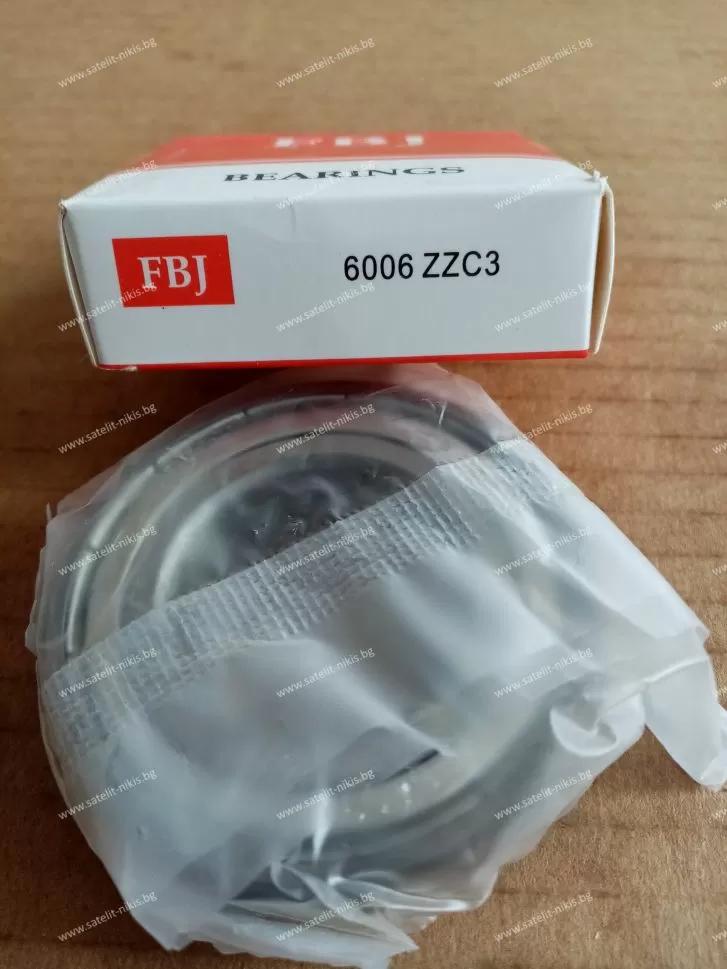 FBJ
BEARINGS
FBJ
6006 ZZC3
www.satelit-nikis.bg